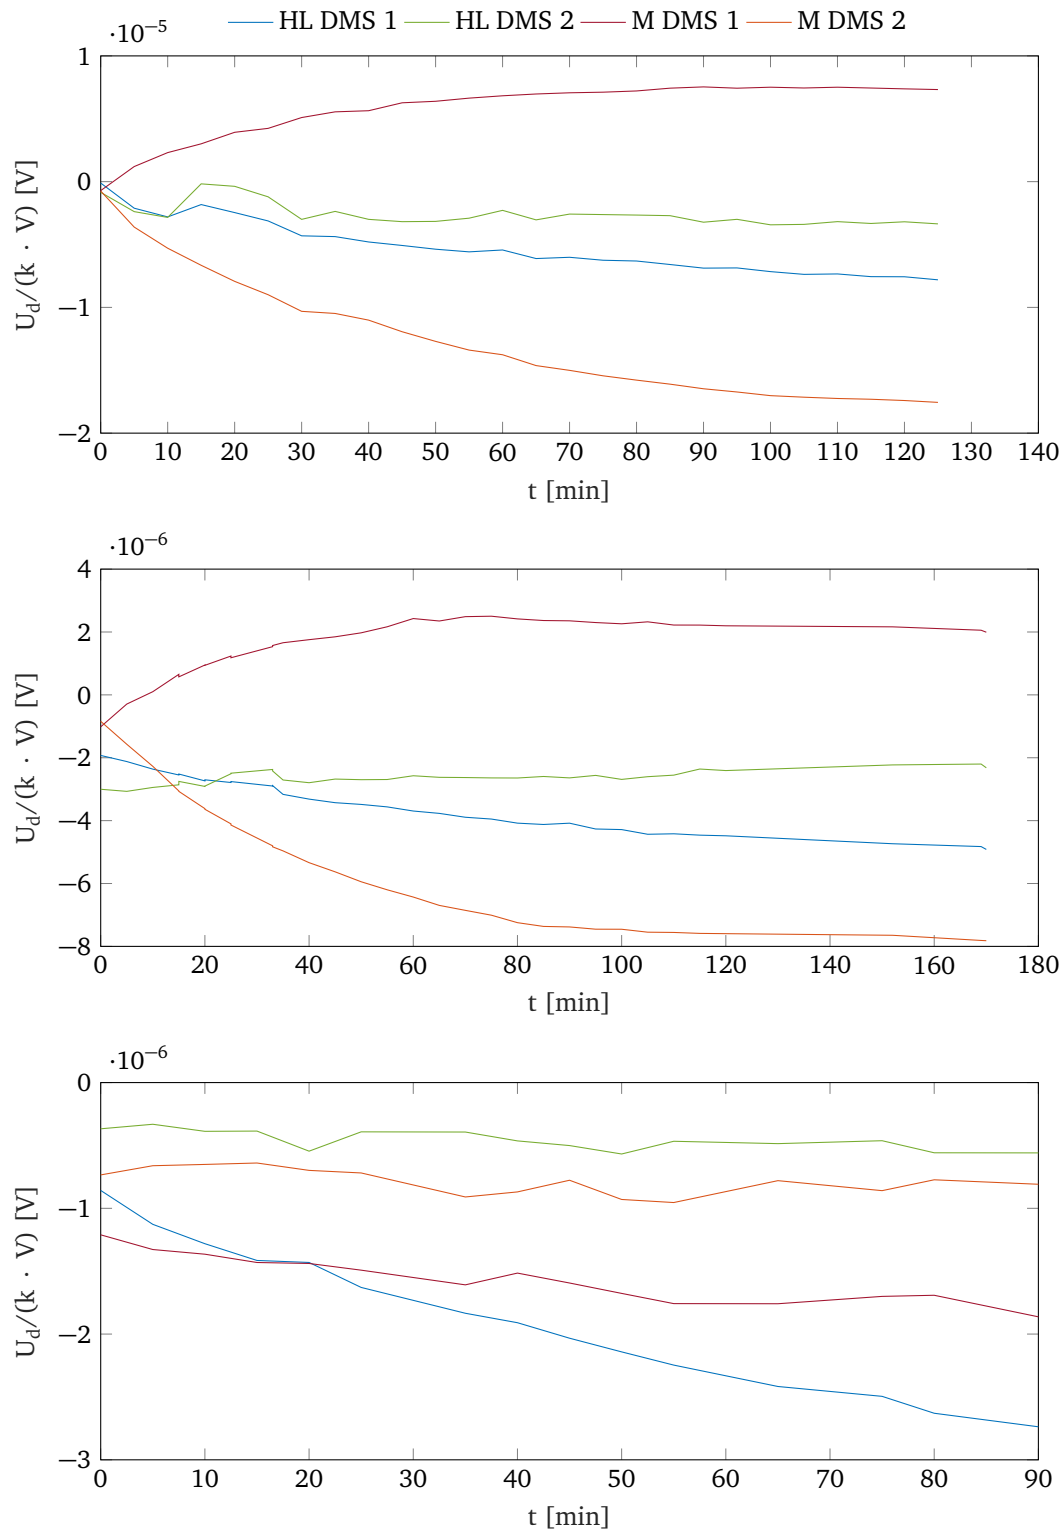 HL DMS 1 HL DMS 2 M DMS 1 M DMS 2
·10⁻⁵
1
0
−1
−2
U_d/(k · V) [V]
0 10 20 30 40 50 60 70 80 90 100 110 120 130 140
t [min]
·10⁻⁶
4
2
0
−2
−4
−6
−8
U_d/(k · V) [V]
0 20 40 60 80 100 120 140 160 180
t [min]
·10⁻⁶
0
−1
−2
−3
U_d/(k · V) [V]
0 10 20 30 40 50 60 70 80 90
t [min]